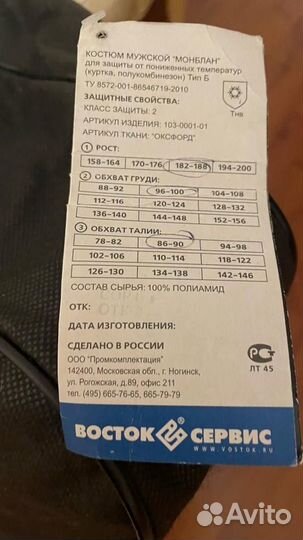 КОСТЮМ МУЖСКОЙ "МОНБЛАН"
для защиты от пониженных температур
(куртка, полукомбинезон) Тип Б
ТУ 8572-001-86546719-2010
ЗАЩИТНЫЕ СВОЙСТВА:
КЛАСС ЗАЩИТЫ: 2
Тнв
АРТИКУЛ ИЗДЕЛИЯ: 103-0001-01
АРТИКУЛ ТКАНИ: "ОКСФОРД"
1 РОСТ:
158-164 170-176 182-188 194-200
2 ОБХВАТ ГРУДИ:
88-92 96-100 104-108
112-116 120-124 128-132
136-140 144-148 152-156
3 ОБХВАТ ТАЛИИ:
78-82 86-90 94-98
102-106 110-114 118-122
126-130 134-138 142-146
СОСТАВ СЫРЬЯ: 100% ПОЛИАМИД
ОТК:
ДАТА ИЗГОТОВЛЕНИЯ:
СДЕЛАНО В РОССИИ
ООО "Промкомплектация"
142400, Московская обл., г. Ногинск,
ул. Рогожская, д.89, офис 211
тел. (495) 665-76-65, 665-79-79
РСТ
ЛТ 45
ВОСТОК СЕРВИС
WWW.VOSTOK.RU
Avito